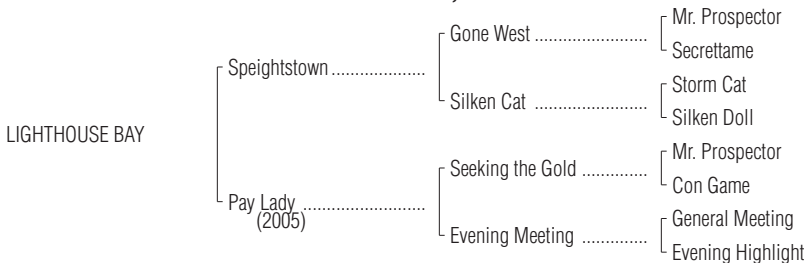 Mr. Prospector
Gone West ......................
Secrettame
Speightstown ....................
Storm Cat
Silken Cat ......................
Silken Doll
LIGHTHOUSE BAY
Mr. Prospector
Seeking the Gold .............
Con Game
Pay Lady .......................
(2005)
General Meeting
Evening Meeting .............
Evening Highlight